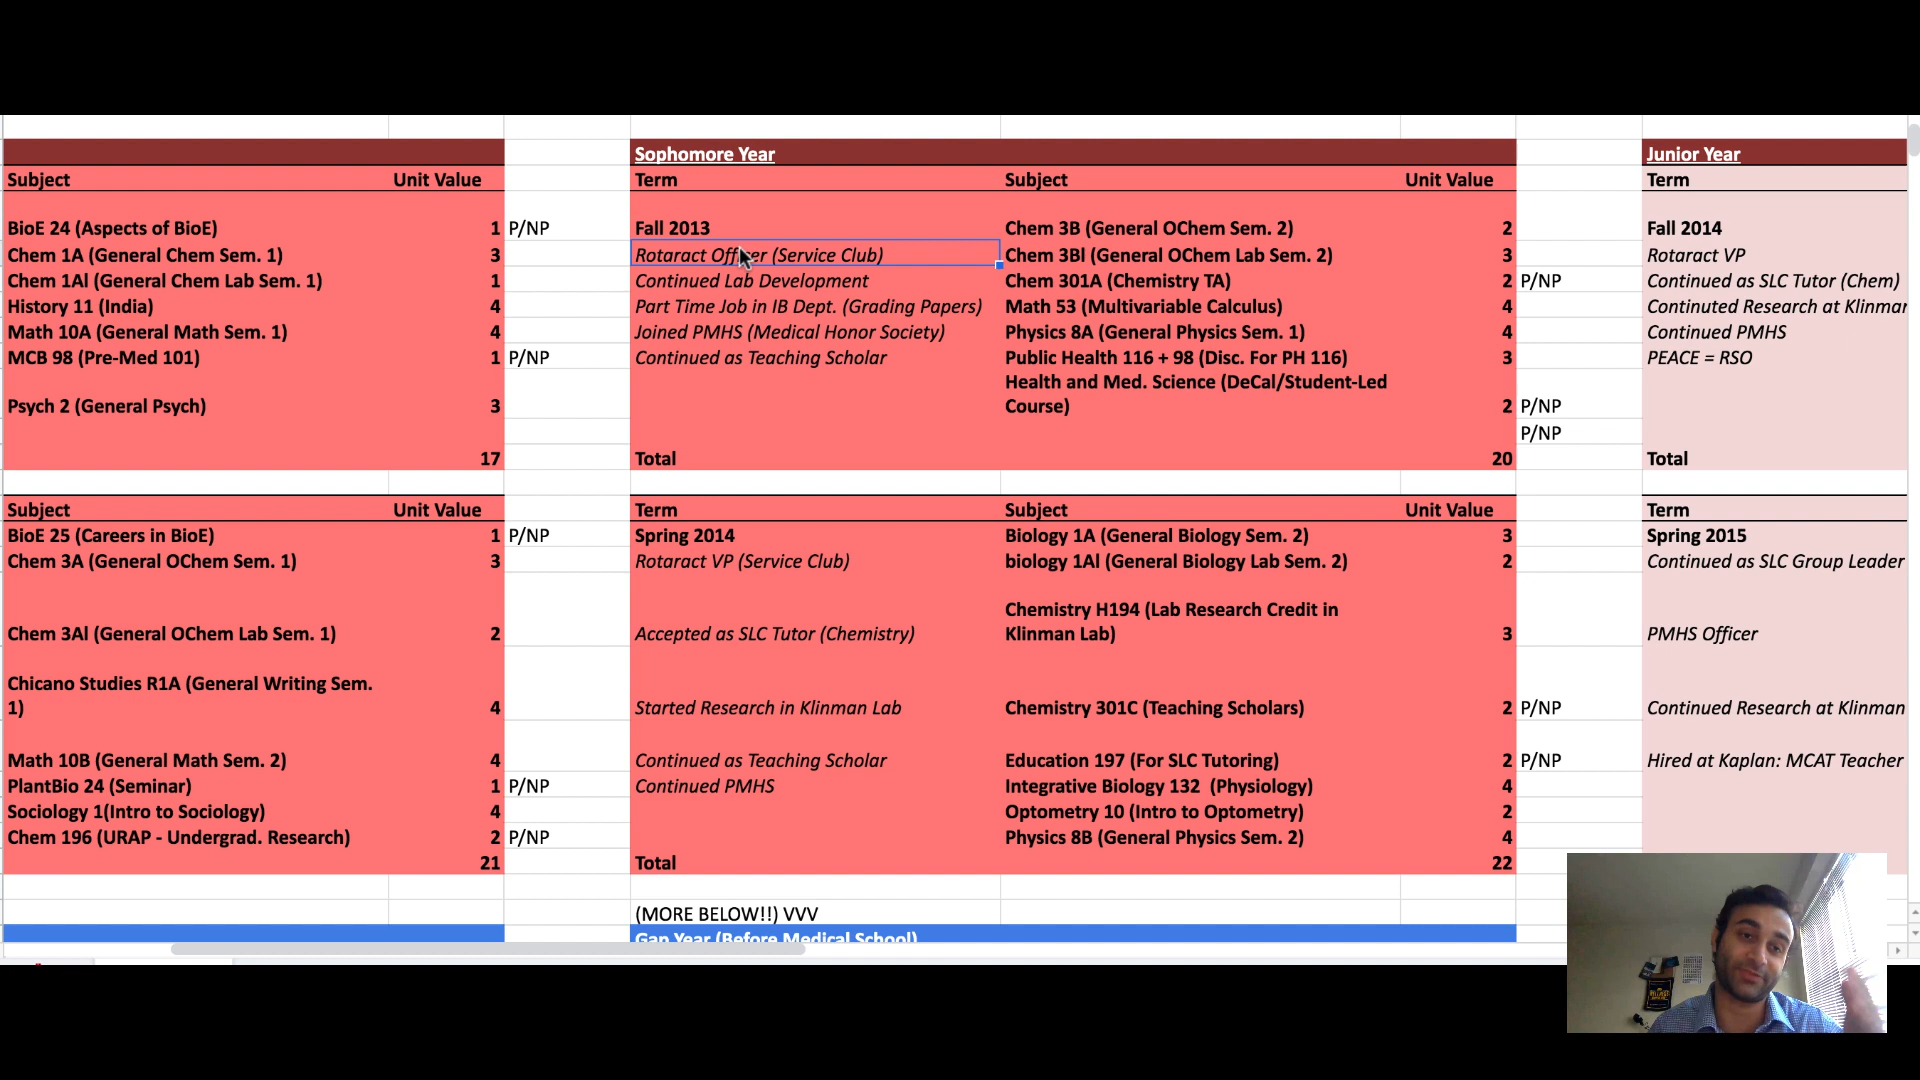 Sophomore Year
Junior Year
Subject Unit Value Term Subject Unit Value Term
BioE 24 (Aspects of BioE) 1 P/NP Fall 2013 Chem 3B (General OChem Sem. 2) 2 Fall 2014
Chem 1A (General Chem Sem. 1) 3 Rotaract Officer (Service Club) Chem 3Bl (General OChem Lab Sem. 2) 3 Rotaract VP
Chem 1Al (General Chem Lab Sem. 1) 1 Continued Lab Development Chem 301A (Chemistry TA) 2 P/NP Continued as SLC Tutor (Chem)
History 11 (India) 4 Part Time Job in IB Dept. (Grading Papers) Math 53 (Multivariable Calculus) 4 Continuted Research at Klinman
Math 10A (General Math Sem. 1) 4 Joined PMHS (Medical Honor Society) Physics 8A (General Physics Sem. 1) 4 Continued PMHS
MCB 98 (Pre-Med 101) 1 P/NP Continued as Teaching Scholar Public Health 116 + 98 (Disc. For PH 116) 3 PEACE = RSO
Health and Med. Science (DeCal/Student-Led
Psych 2 (General Psych) 3 Course) 2 P/NP
P/NP
17 Total 20 Total
Subject Unit Value Term Subject Unit Value Term
BioE 25 (Careers in BioE) 1 P/NP Spring 2014 Biology 1A (General Biology Sem. 2) 3 Spring 2015
Chem 3A (General OChem Sem. 1) 3 Rotaract VP (Service Club) biology 1Al (General Biology Lab Sem. 2) 2 Continued as SLC Group Leader
Chemistry H194 (Lab Research Credit in
Chem 3Al (General OChem Lab Sem. 1) 2 Accepted as SLC Tutor (Chemistry) Klinman Lab) 3 PMHS Officer
Chicano Studies R1A (General Writing Sem.
1) 4 Started Research in Klinman Lab Chemistry 301C (Teaching Scholars) 2 P/NP Continued Research at Klinman
Math 10B (General Math Sem. 2) 4 Continued as Teaching Scholar Education 197 (For SLC Tutoring) 2 P/NP Hired at Kaplan: MCAT Teacher
PlantBio 24 (Seminar) 1 P/NP Continued PMHS Integrative Biology 132 (Physiology) 4
Sociology 1(Intro to Sociology) 4 Optometry 10 (Intro to Optometry) 2
Chem 196 (URAP - Undergrad. Research) 2 P/NP Physics 8B (General Physics Sem. 2) 4
21 Total 22
(MORE BELOW!!) VVV
Gap Year (Before Medical School)